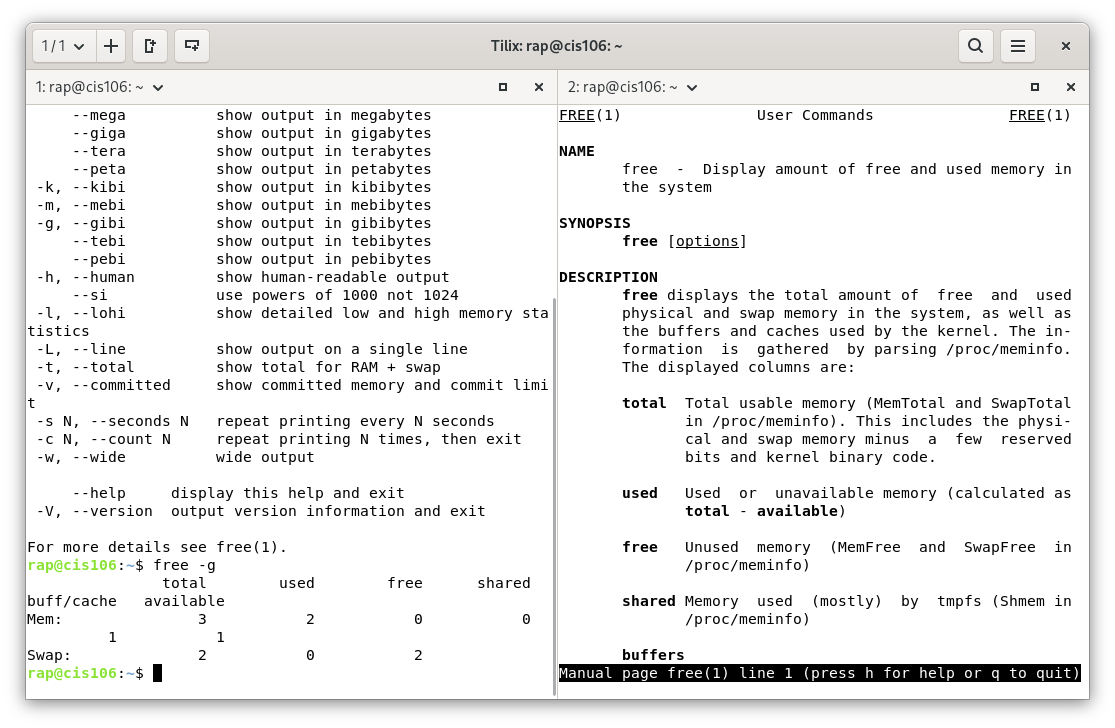 1 / 1
Tilix: rap@cis106: ~
1: rap@cis106: ~
     --mega          show output in megabytes
     --giga          show output in gigabytes
     --tera          show output in terabytes
     --peta          show output in petabytes
 -k, --kibi          show output in kibibytes
 -m, --mebi          show output in mebibytes
 -g, --gibi          show output in gibibytes
     --tebi          show output in tebibytes
     --pebi          show output in pebibytes
 -h, --human         show human-readable output
     --si            use powers of 1000 not 1024
 -l, --lohi          show detailed low and high memory sta
tistics
 -L, --line          show output on a single line
 -t, --total         show total for RAM + swap
 -v, --committed     show committed memory and commit limi
t
 -s N, --seconds N   repeat printing every N seconds
 -c N, --count N     repeat printing N times, then exit
 -w, --wide          wide output
     --help     display this help and exit
 -V, --version  output version information and exit
For more details see free(1).
rap@cis106:~$ free -g
               total        used        free      shared
buff/cache   available
Mem:               3           2           0           0
         1           1
Swap:              2           0           2
rap@cis106:~$
2: rap@cis106: ~
FREE(1)               User Commands               FREE(1)
NAME
       free  -  Display amount of free and used memory in
       the system
SYNOPSIS
       free [options]
DESCRIPTION
       free displays the total amount of  free  and  used
       physical and swap memory in the system, as well as
       the buffers and caches used by the kernel. The in-
       formation  is  gathered  by parsing /proc/meminfo.
       The displayed columns are:
       total  Total usable memory (MemTotal and SwapTotal
              in /proc/meminfo). This includes the physi-
              cal and swap memory minus  a  few  reserved
              bits and kernel binary code.
       used   Used  or  unavailable memory (calculated as
              total - available)
       free   Unused  memory  (MemFree  and  SwapFree  in
              /proc/meminfo)
       shared Memory  used  (mostly)  by  tmpfs (Shmem in
              /proc/meminfo)
       buffers
Manual page free(1) line 1 (press h for help or q to quit)